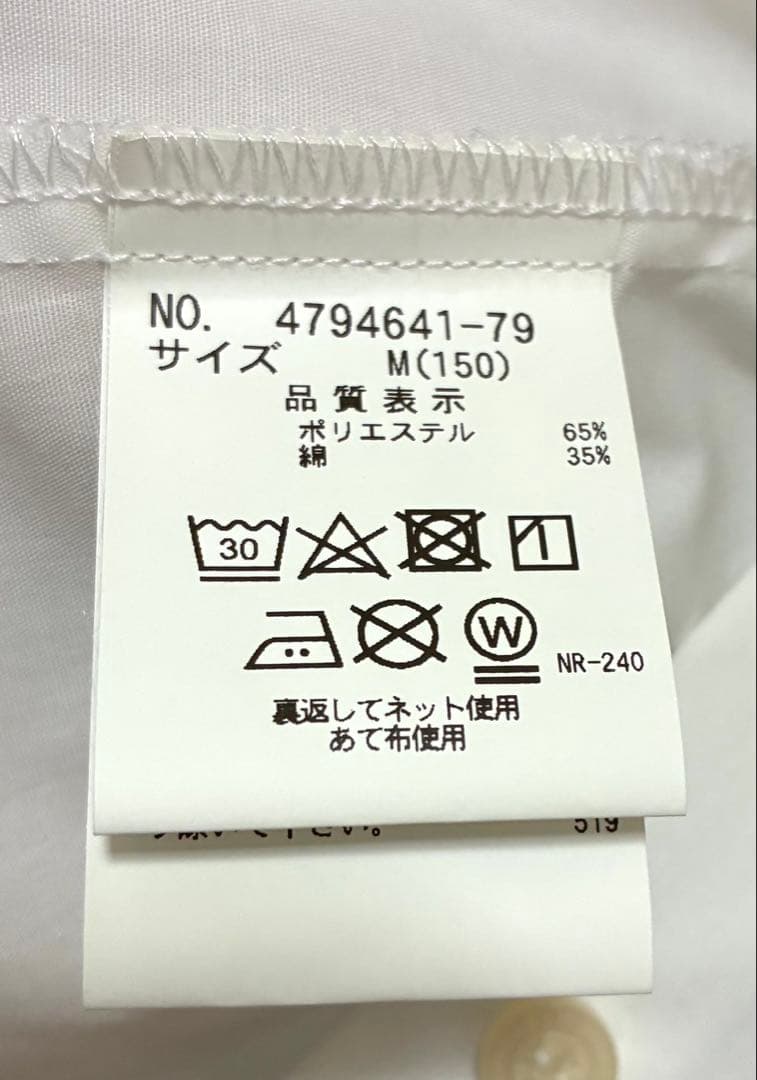 NO. 4794641-79
サイズ M(150)
品質表示
ポリエステル 65%
綿 35%
30
W
NR-240
裏返してネット使用
あて布使用
519